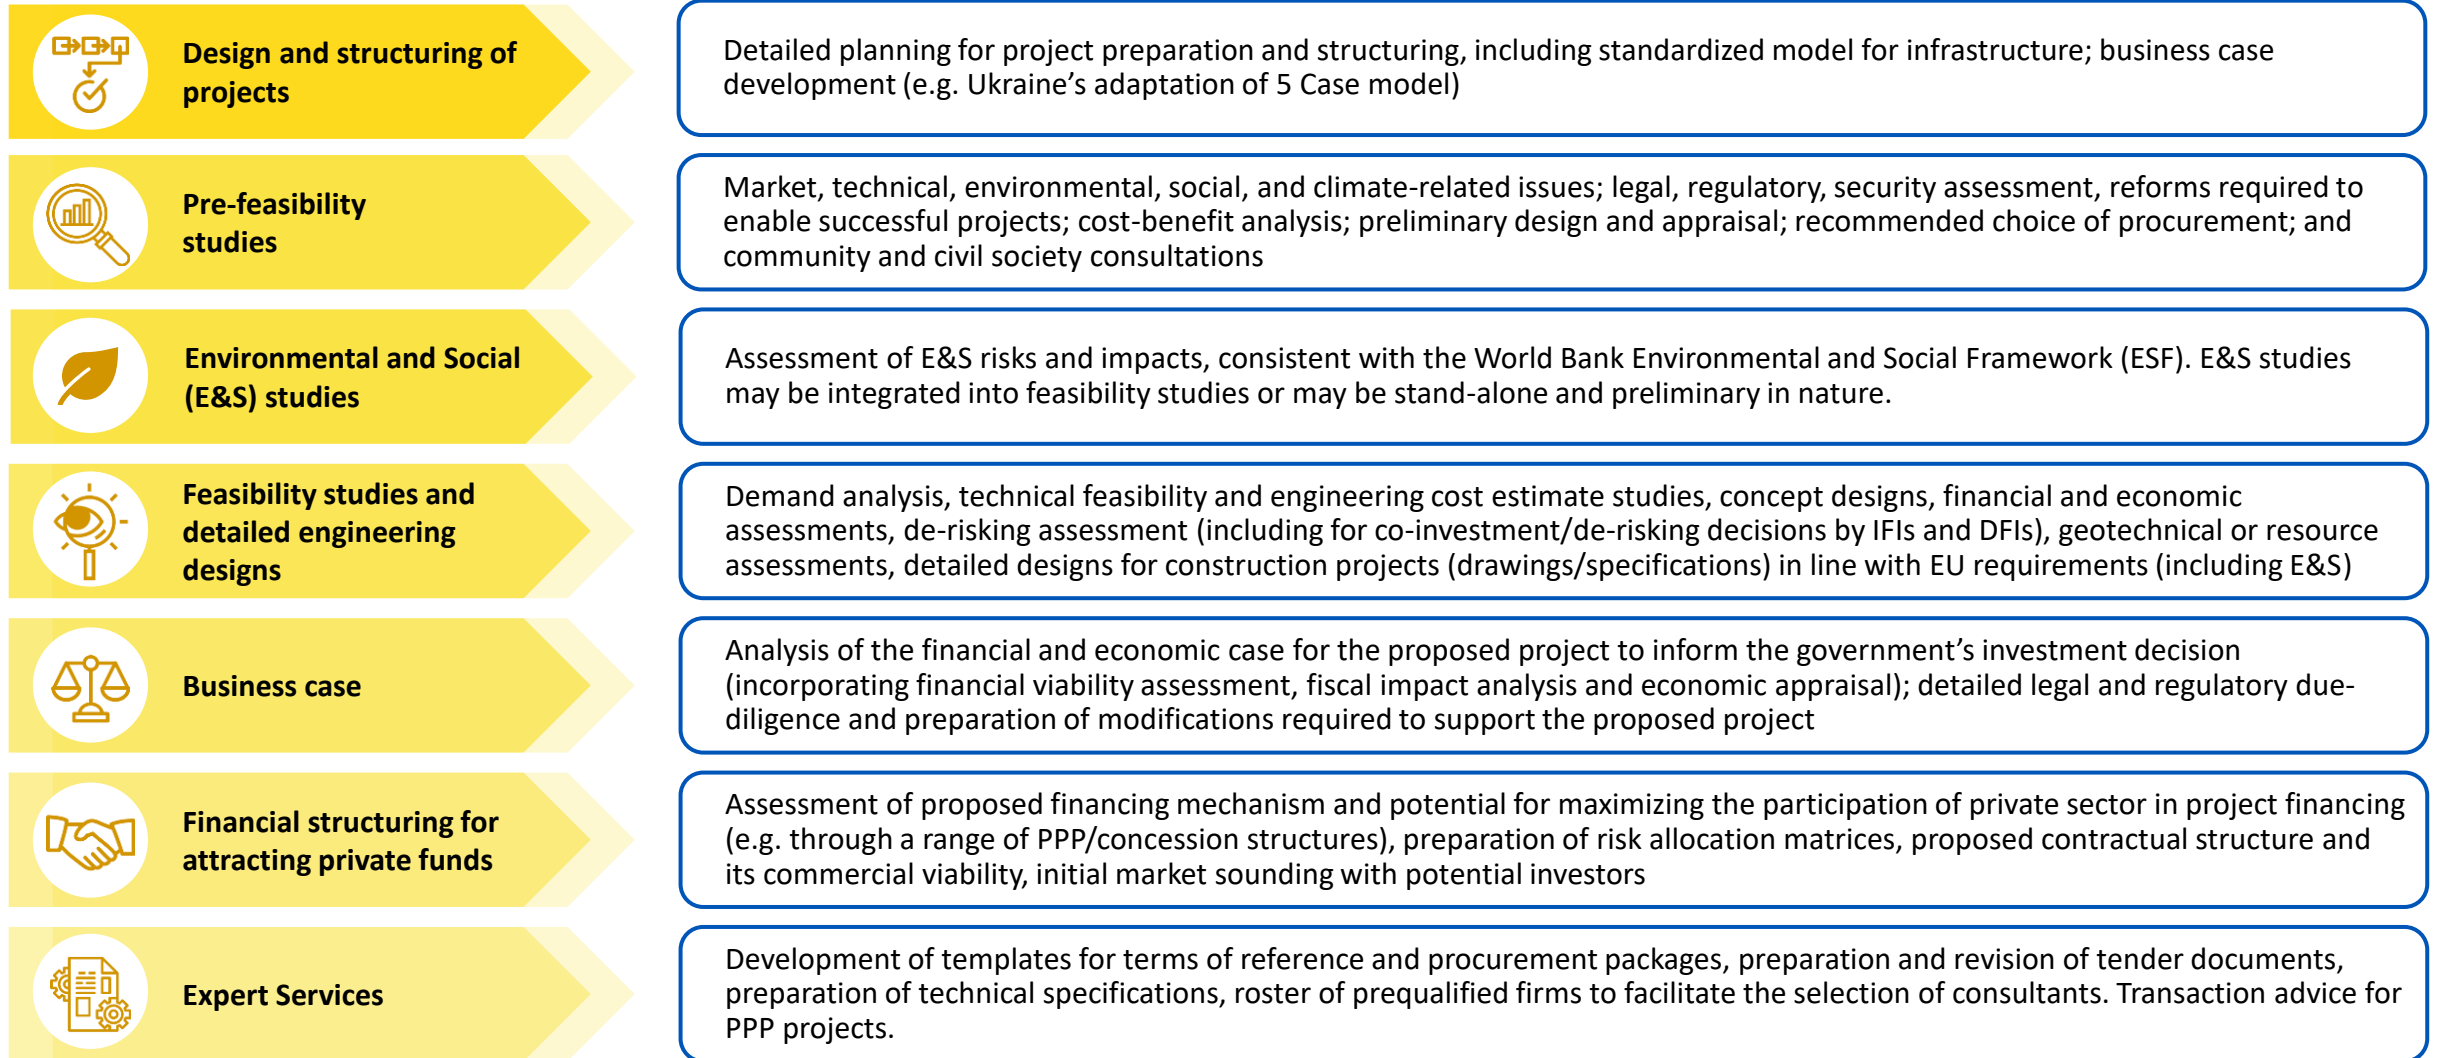 Design and structuring of
projects
Detailed planning for project preparation and structuring, including standardized model for infrastructure; business case
development (e.g. Ukraine’s adaptation of 5 Case model)
Pre-feasibility
studies
Market, technical, environmental, social, and climate-related issues; legal, regulatory, security assessment, reforms required to
enable successful projects; cost-benefit analysis; preliminary design and appraisal; recommended choice of procurement; and
community and civil society consultations
Environmental and Social
(E&S) studies
Assessment of E&S risks and impacts, consistent with the World Bank Environmental and Social Framework (ESF). E&S studies
may be integrated into feasibility studies or may be stand-alone and preliminary in nature.
Feasibility studies and
detailed engineering
designs
Demand analysis, technical feasibility and engineering cost estimate studies, concept designs, financial and economic
assessments, de-risking assessment (including for co-investment/de-risking decisions by IFIs and DFIs), geotechnical or resource
assessments, detailed designs for construction projects (drawings/specifications) in line with EU requirements (including E&S)
Business case
Analysis of the financial and economic case for the proposed project to inform the government’s investment decision
(incorporating financial viability assessment, fiscal impact analysis and economic appraisal); detailed legal and regulatory due-
diligence and preparation of modifications required to support the proposed project
Financial structuring for
attracting private funds
Assessment of proposed financing mechanism and potential for maximizing the participation of private sector in project financing
(e.g. through a range of PPP/concession structures), preparation of risk allocation matrices, proposed contractual structure and
its commercial viability, initial market sounding with potential investors
Expert Services
Development of templates for terms of reference and procurement packages, preparation and revision of tender documents,
preparation of technical specifications, roster of prequalified firms to facilitate the selection of consultants. Transaction advice for
PPP projects.